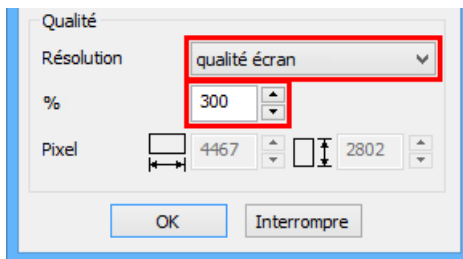 Qualité
Résolution qualité écran
% 300
Pixel 4467 2802
OK Interrompre